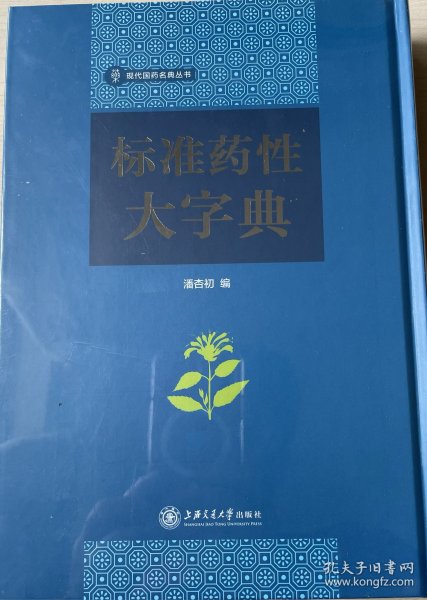 现代国药名典丛书
标准药性
大字典
潘杏初 编
上海交通大学出版社
SHANGHAI JIAO TONG UNIVERSITY PRESS
孔夫子旧书网
www.kongfz.com